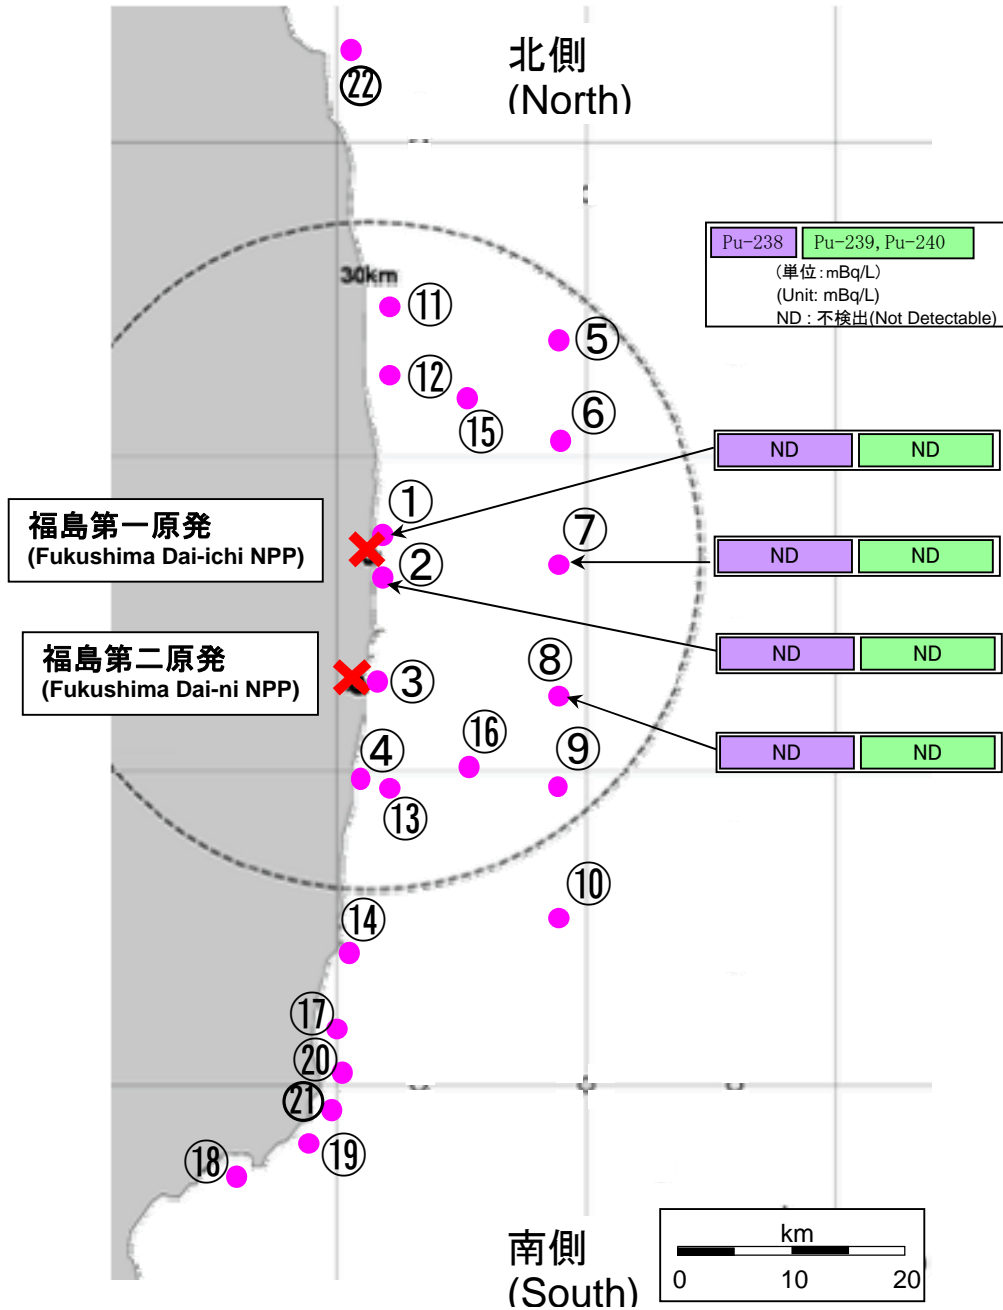 北側
(North)
㉒
Pu-238 Pu-239, Pu-240
(単位:mBq/L)
(Unit: mBq/L)
ND : 不検出(Not Detectable)
30km
⑪
⑤
⑫
⑮
⑥
ND ND
①
福島第一原発
(Fukushima Dai-ichi NPP)
②
⑦
ND ND
福島第二原発
(Fukushima Dai-ni NPP)
③
⑧
ND ND
④
⑯
⑨
ND ND
⑬
⑩
⑭
⑰
⑳
㉑
⑲
⑱
南側
(South)
km
0 10 20